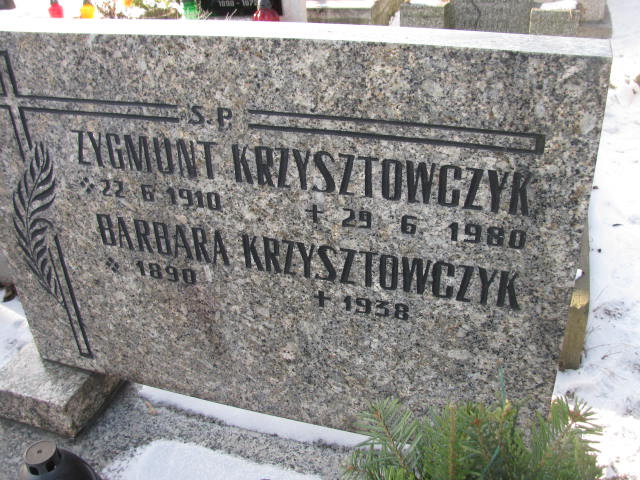 Ś.P.
ZYGMUNT KRZYSZTOWCZYK
* 22 6 1910 + 29 6 1980
BARBARA KRZYSZTOWCZYK
* 1890 + 1938